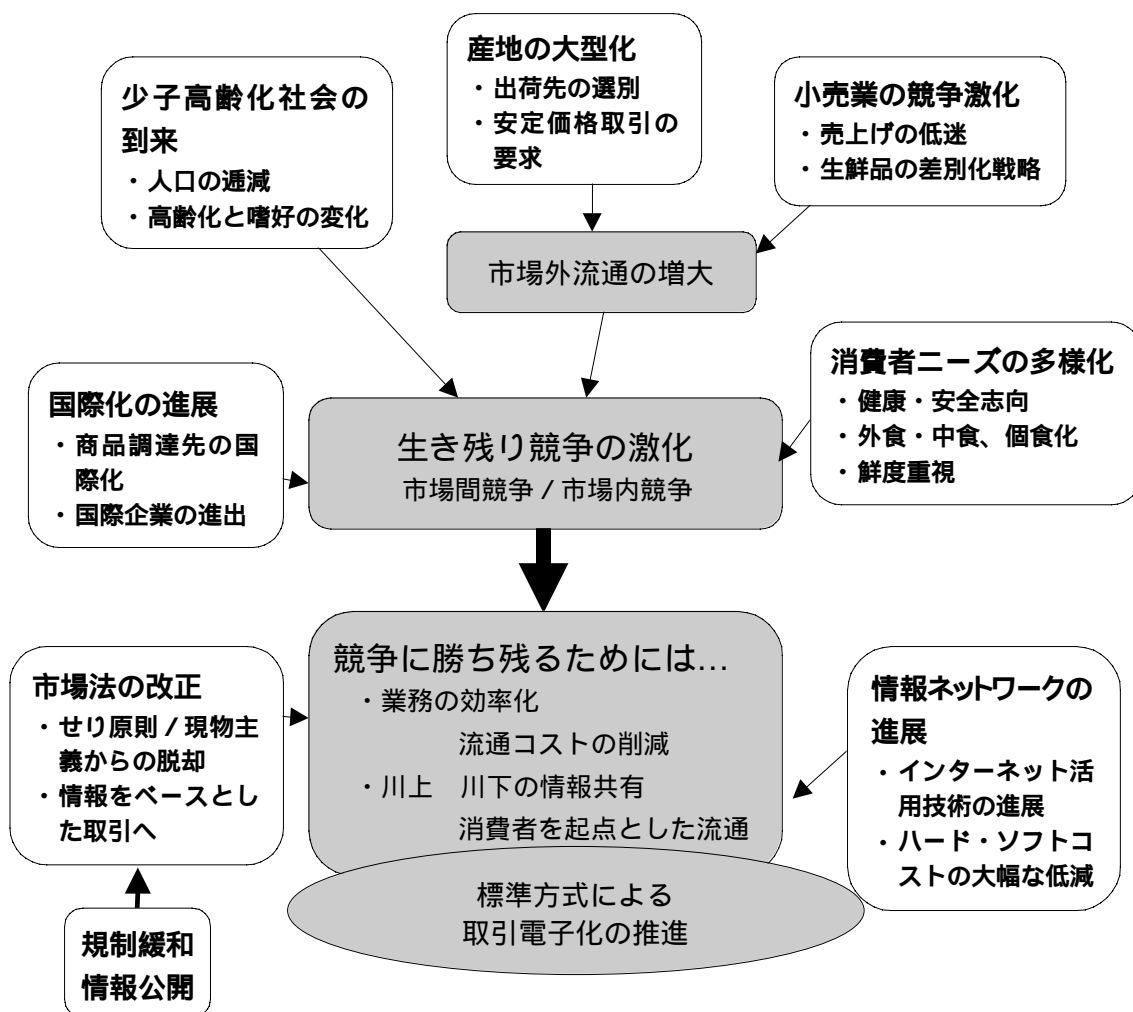 産地の大型化
・出荷先の選別
・安定価格取引の
要求
少子高齢化社会の
到来
・人口の逓減
・高齢化と嗜好の変化
小売業の競争激化
・売上げの低迷
・生鮮品の差別化戦略
市場外流通の増大
消費者ニーズの多様化
・健康・安全志向
・外食・中食、個食化
・鮮度重視
国際化の進展
・商品調達先の国
際化
・国際企業の進出
生き残り競争の激化
市場間競争 / 市場内競争
競争に勝ち残るためには…
・業務の効率化
流通コストの削減
・川上　川下の情報共有
消費者を起点とした流通
市場法の改正
・せり原則 / 現物主
義からの脱却
・情報をベースとし
た取引へ
情報ネットワークの
進展
・インターネット活
用技術の進展
・ハード・ソフトコ
ストの大幅な低減
標準方式による
取引電子化の推進
規制緩和
情報公開